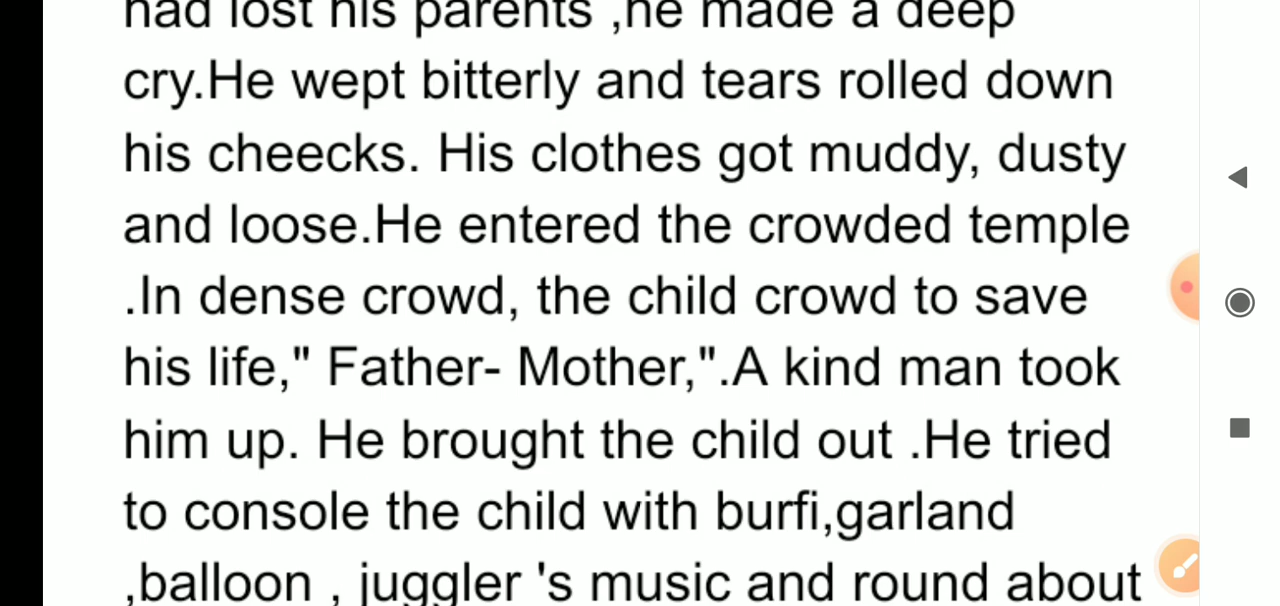 had lost his parents ,he made a deep
cry.He wept bitterly and tears rolled down
his cheecks. His clothes got muddy, dusty
and loose.He entered the crowded temple
.In dense crowd, the child crowd to save
his life," Father- Mother,".A kind man took
him up. He brought the child out .He tried
to console the child with burfi,garland
,balloon , juggler 's music and round about